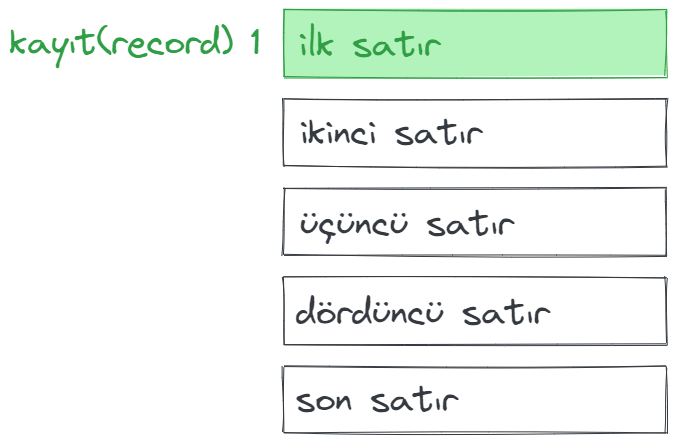 kayıt(record) 1
ilk satır
ikinci satır
üçüncü satır
dördüncü satır
son satır